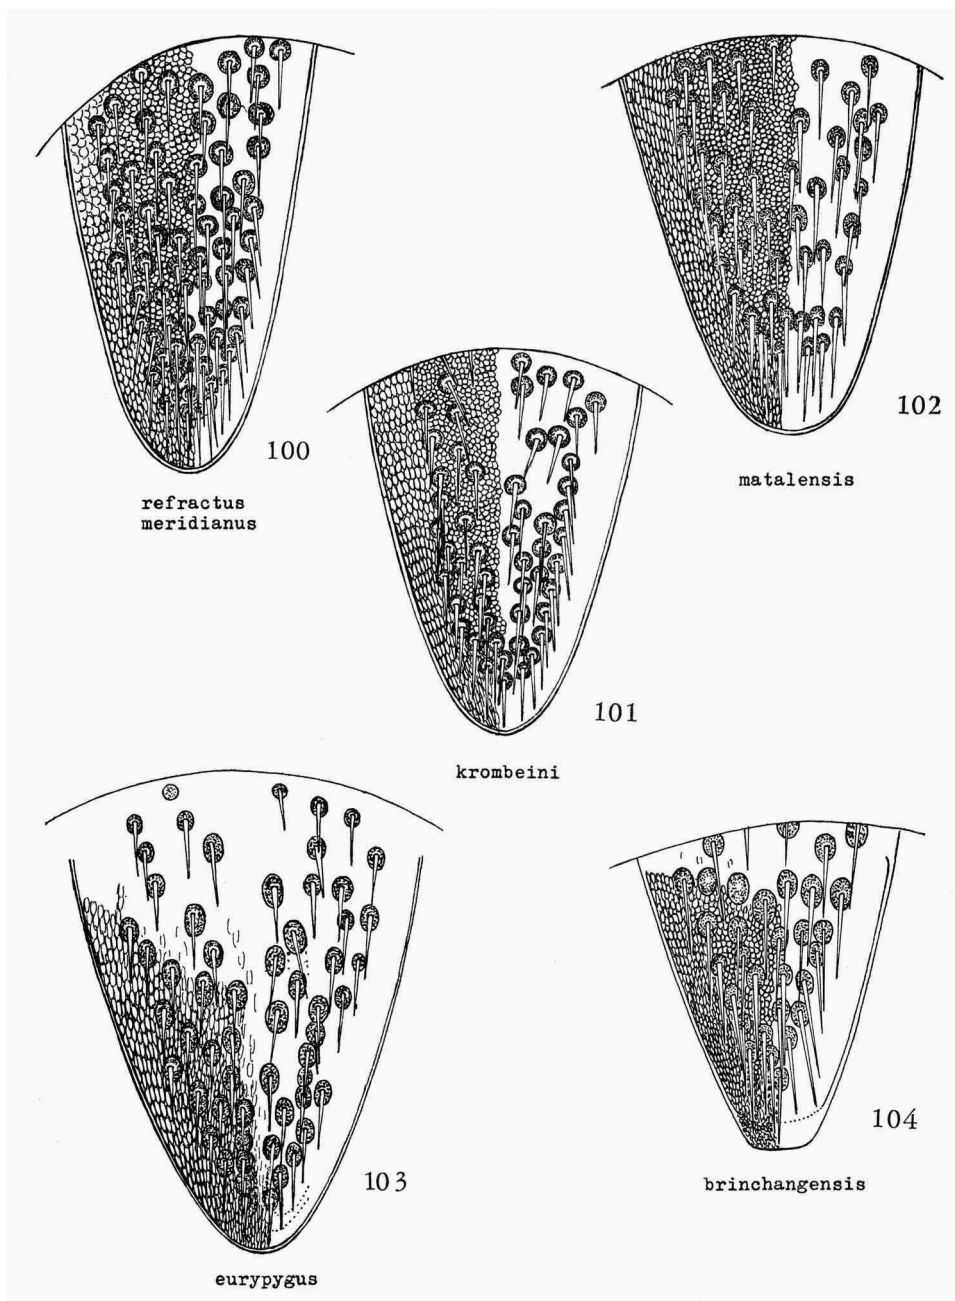 100
refractus
meridianus
102
matalensis
101
krombeini
103
eurypygus
104
brinchangensis